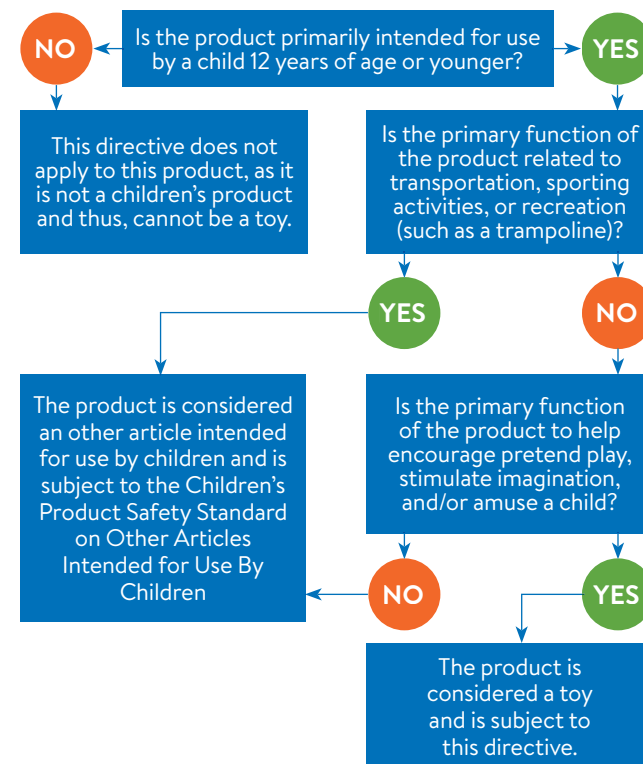 NO
Is the product primarily intended for use
by a child 12 years of age or younger?
YES
This directive does not
apply to this product, as it
is not a children’s product
and thus, cannot be a toy.
Is the primary function of
the product related to
transportation, sporting
activities, or recreation
(such as a trampoline)?
YES
NO
The product is considered
an other article intended
for use by children and is
subject to the Children’s
Product Safety Standard
on Other Articles
Intended for Use By
Children
Is the primary function
of the product to help
encourage pretend play,
stimulate imagination,
and/or amuse a child?
NO
YES
The product is
considered a toy
and is subject to
this directive.